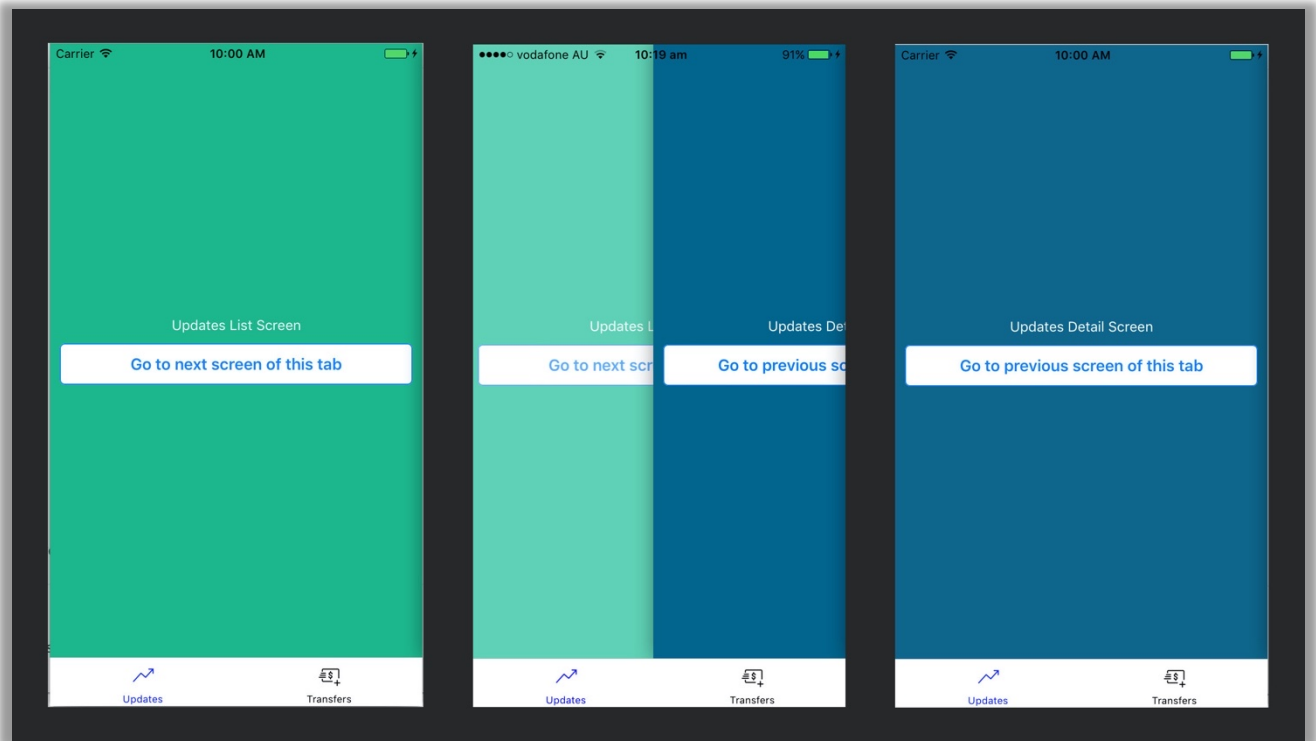 Carrier 10:00 AM
Updates List Screen
Go to next screen of this tab
Updates Transfers
vodafone AU 10:19 am 91%
Updates L Updates De
Go to next scr Go to previous sc
Updates Transfers
Carrier 10:00 AM
Updates Detail Screen
Go to previous screen of this tab
Updates Transfers